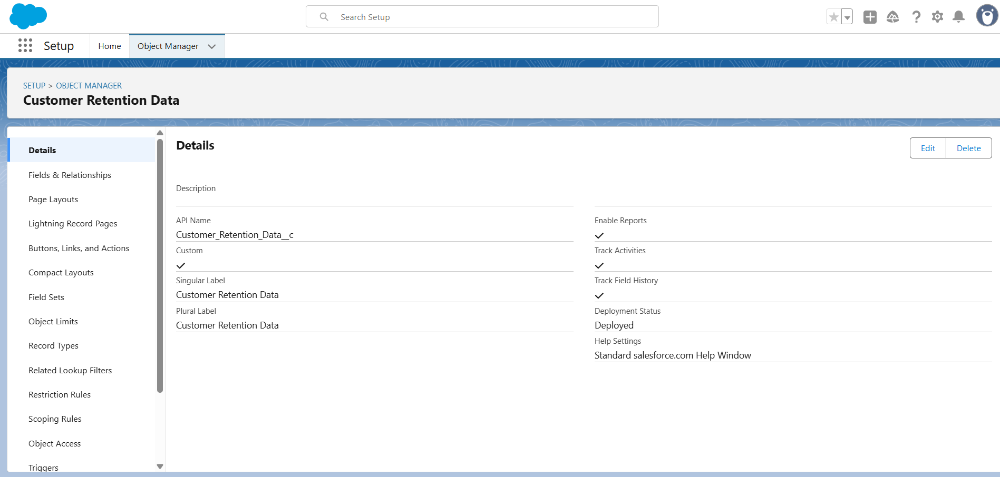 Search Setup
Setup
Home
Object Manager
SETUP > OBJECT MANAGER
Customer Retention Data
Details
Fields & Relationships
Page Layouts
Lightning Record Pages
Buttons, Links, and Actions
Compact Layouts
Field Sets
Object Limits
Record Types
Related Lookup Filters
Restriction Rules
Scoping Rules
Object Access
Triggers
Details
Edit
Delete
Description
API Name
Customer_Retention_Data__c
Custom
Singular Label
Customer Retention Data
Plural Label
Customer Retention Data
Enable Reports
Track Activities
Track Field History
Deployment Status
Deployed
Help Settings
Standard salesforce.com Help Window